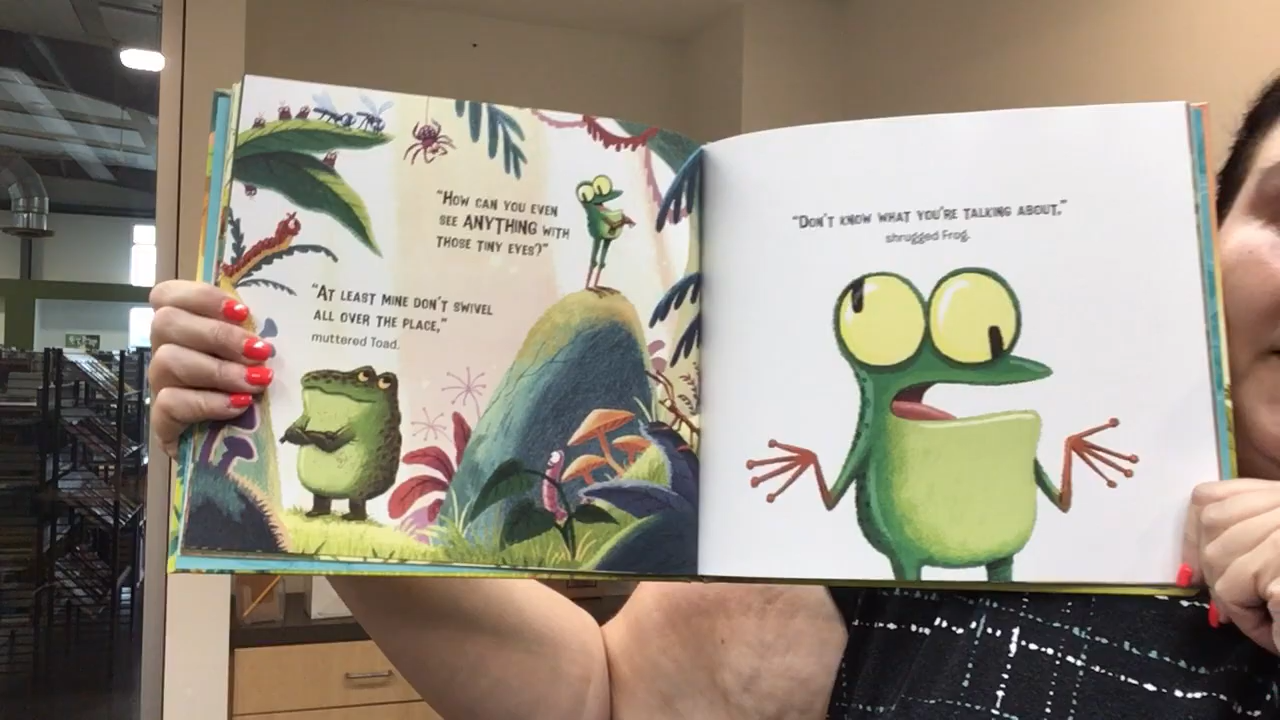 "HOW CAN YOU EVEN
SEE ANYTHING WITH
THOSE TINY EYES?"
"AT LEAST MINE DON'T SWIVEL
ALL OVER THE PLACE,"
muttered Toad.
"DON'T KNOW WHAT YOU'RE TALKING ABOUT,"
shrugged Frog.